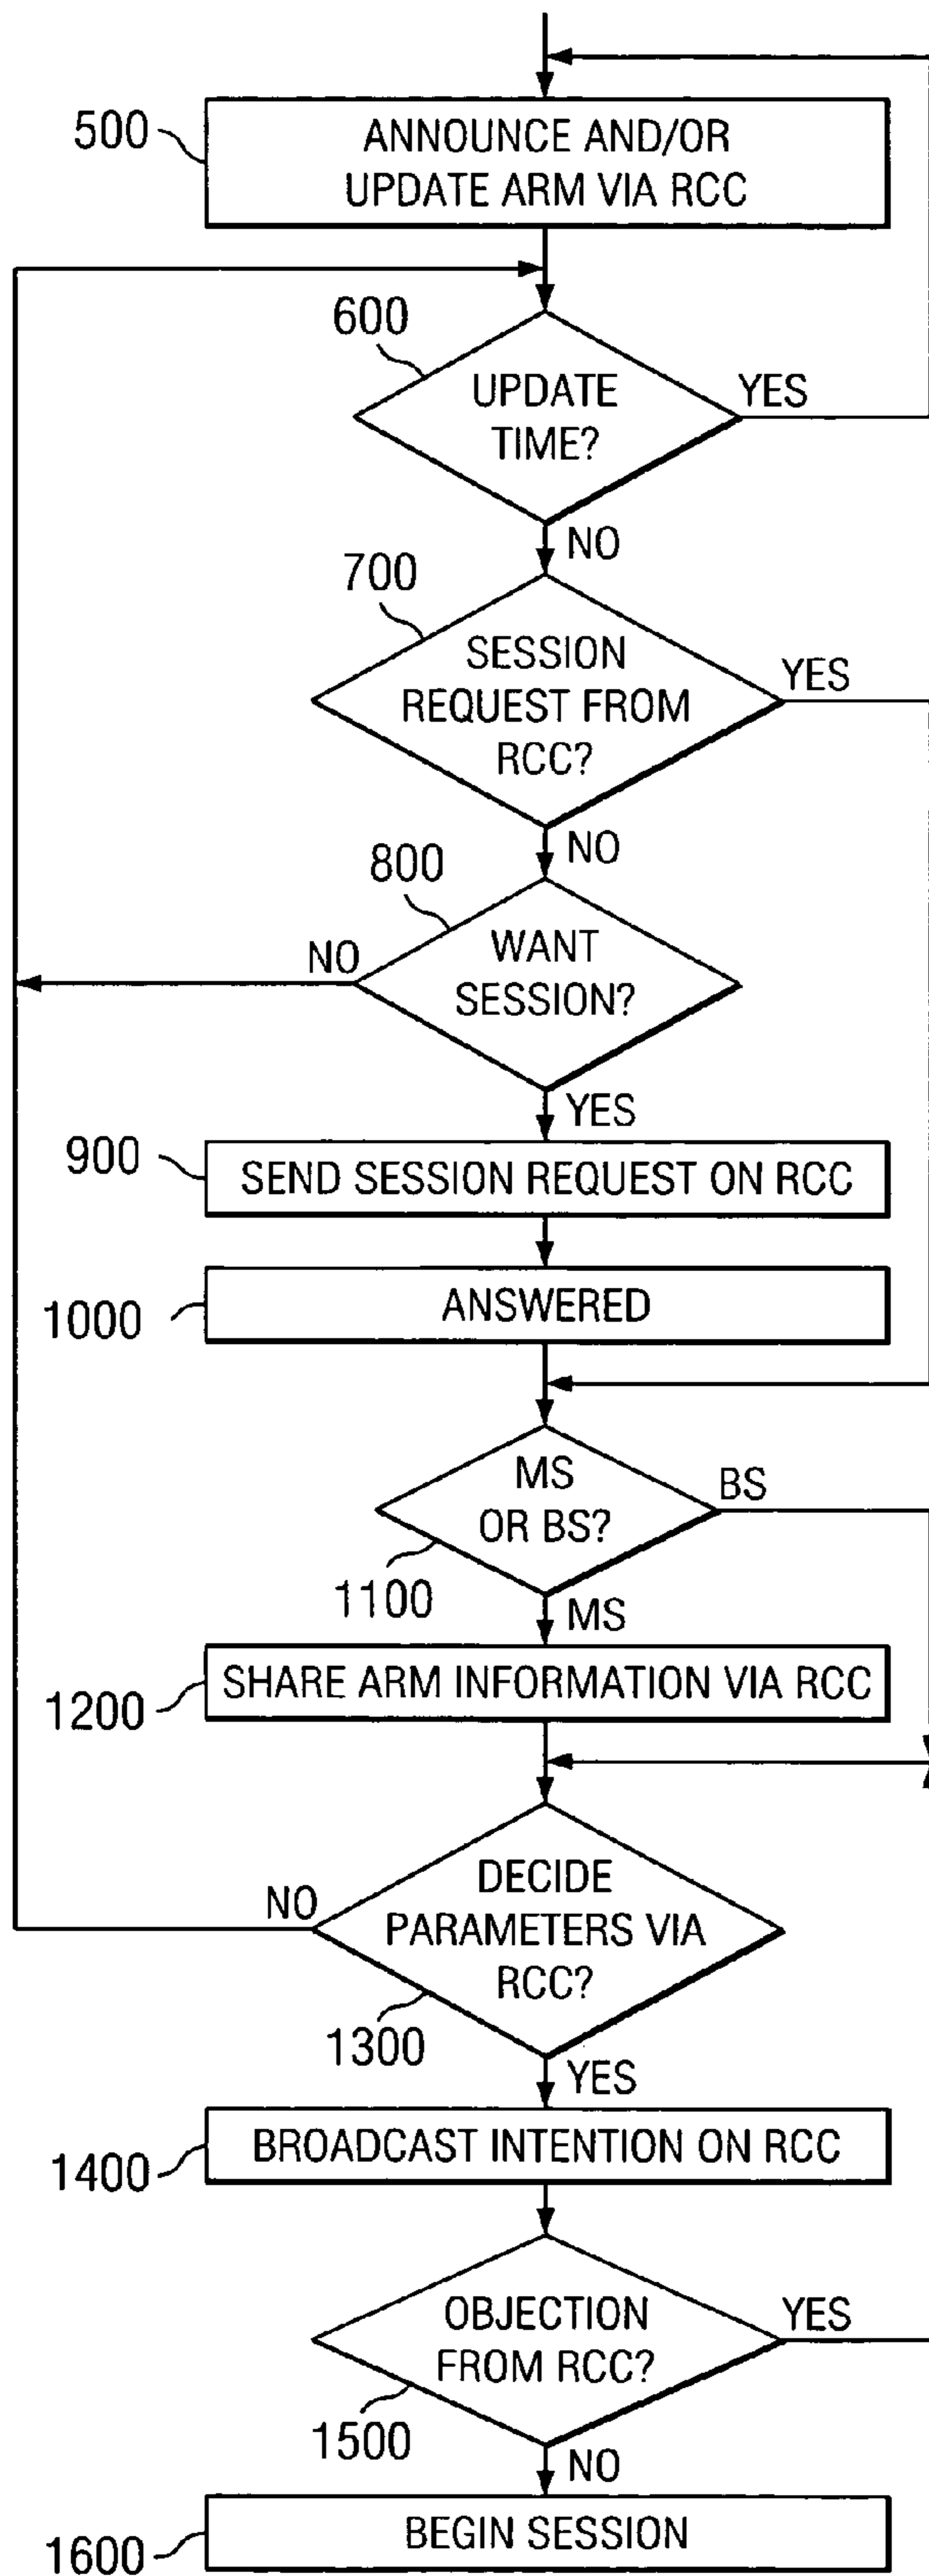 500
ANNOUNCE AND/OR
UPDATE ARM VIA RCC
600
UPDATE
TIME?
YES
NO
700
SESSION
REQUEST FROM
RCC?
YES
NO
800
WANT
SESSION?
NO
YES
900
SEND SESSION REQUEST ON RCC
1000
ANSWERED
MS
OR BS?
BS
1100
MS
1200
SHARE ARM INFORMATION VIA RCC
DECIDE
PARAMETERS VIA
RCC?
NO
1300
YES
1400
BROADCAST INTENTION ON RCC
OBJECTION
FROM RCC?
YES
1500
NO
1600
BEGIN SESSION